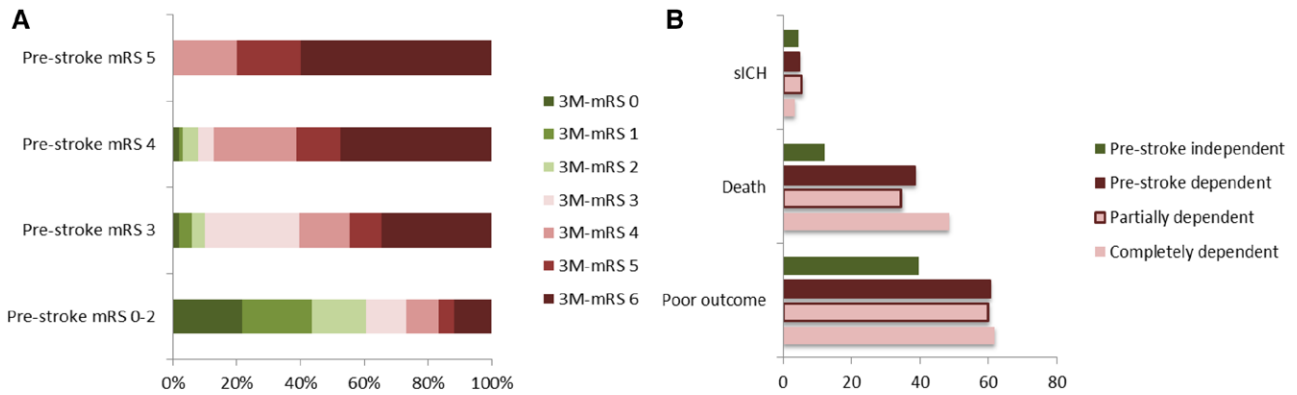 A
Pre-stroke mRS 5
Pre-stroke mRS 4
Pre-stroke mRS 3
Pre-stroke mRS 0-2
0% 20% 40% 60% 80% 100%
3M-mRS 0
3M-mRS 1
3M-mRS 2
3M-mRS 3
3M-mRS 4
3M-mRS 5
3M-mRS 6
B
sICH
Death
Poor outcome
0 20 40 60 80
Pre-stroke independent
Pre-stroke dependent
Partially dependent
Completely dependent